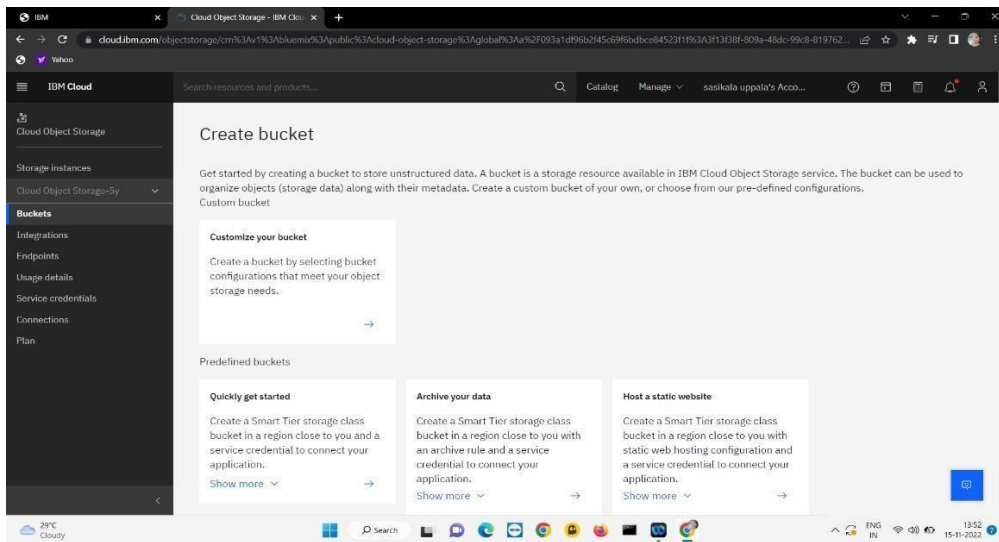 IBM
Cloud Object Storage - IBM Clou
cloud.ibm.com/objectstorage/crn%3Av1%3Abluemix%3Apublic%3Acloud-object-storage%3Aglobal%3Aa%2F093a1df96b2f45c69f6bdbce84523f1f%3A3f13f38f-809a-48dc-99c8-819762...
Yahoo
IBM Cloud
Search resources and products...
Catalog
Manage
sasikala uppala's Acco...
Cloud Object Storage
Storage instances
Cloud Object Storage-5y
Buckets
Integrations
Endpoints
Usage details
Service credentials
Connections
Plan
Create bucket
Get started by creating a bucket to store unstructured data. A bucket is a storage resource available in IBM Cloud Object Storage service. The bucket can be used to
organize objects (storage data) along with their metadata. Create a custom bucket of your own, or choose from our pre-defined configurations.
Custom bucket
Customize your bucket
Create a bucket by selecting bucket
configurations that meet your object
storage needs.
Predefined buckets
Quickly get started
Create a Smart Tier storage class
bucket in a region close to you and a
service credential to connect your
application.
Show more
Archive your data
Create a Smart Tier storage class
bucket in a region close to you with
an archive rule and a service
credential to connect your
application.
Show more
Host a static website
Create a Smart Tier storage class
bucket in a region close to you with
static web hosting configuration and
a service credential to connect your
application.
Show more
29°C
Cloudy
Search
ENG
IN
13:52
15-11-2022